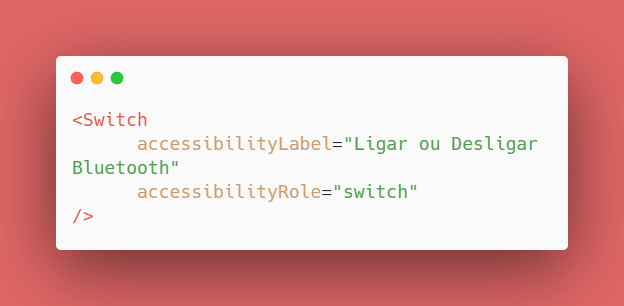 <Switch
      accessibilityLabel="Ligar ou Desligar
Bluetooth"
      accessibilityRole="switch"
/>